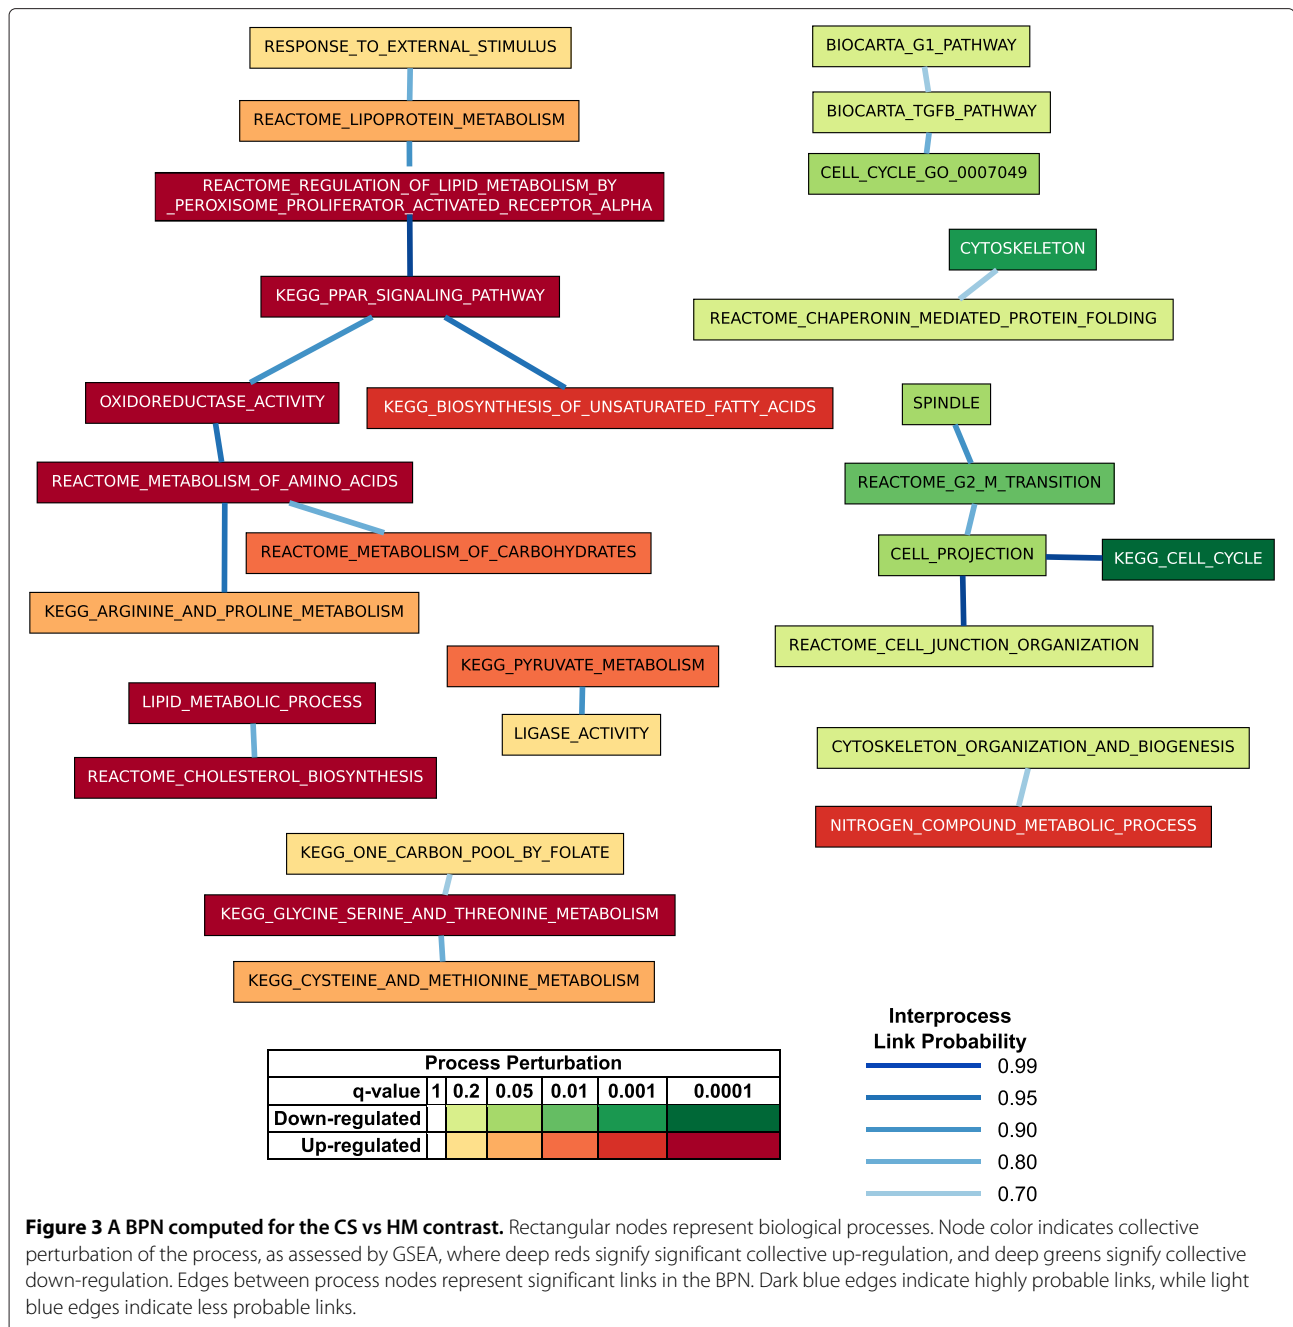 RESPONSE_TO_EXTERNAL_STIMULUS
REACTOME_LIPOPROTEIN_METABOLISM
REACTOME_REGULATION_OF_LIPID_METABOLISM_BY
_PEROXISOME_PROLIFERATOR_ACTIVATED_RECEPTOR_ALPHA
KEGG_PPAR_SIGNALING_PATHWAY
OXIDOREDUCTASE_ACTIVITY
KEGG_BIOSYNTHESIS_OF_UNSATURATED_FATTY_ACIDS
REACTOME_METABOLISM_OF_AMINO_ACIDS
REACTOME_METABOLISM_OF_CARBOHYDRATES
KEGG_ARGININE_AND_PROLINE_METABOLISM
KEGG_PYRUVATE_METABOLISM
LIGASE_ACTIVITY
LIPID_METABOLIC_PROCESS
REACTOME_CHOLESTEROL_BIOSYNTHESIS
KEGG_ONE_CARBON_POOL_BY_FOLATE
KEGG_GLYCINE_SERINE_AND_THREONINE_METABOLISM
KEGG_CYSTEINE_AND_METHIONINE_METABOLISM
BIOCARTA_G1_PATHWAY
BIOCARTA_TGFB_PATHWAY
CELL_CYCLE_GO_0007049
CYTOSKELETON
REACTOME_CHAPERONIN_MEDIATED_PROTEIN_FOLDING
SPINDLE
REACTOME_G2_M_TRANSITION
CELL_PROJECTION
KEGG_CELL_CYCLE
REACTOME_CELL_JUNCTION_ORGANIZATION
CYTOSKELETON_ORGANIZATION_AND_BIOGENESIS
NITROGEN_COMPOUND_METABOLIC_PROCESS
Process Perturbation
q-value 1 0.2 0.05 0.01 0.001 0.0001
Down-regulated
Up-regulated
Interprocess
Link Probability
0.99
0.95
0.90
0.80
0.70
Figure 3 A BPN computed for the CS vs HM contrast. Rectangular nodes represent biological processes. Node color indicates collective
perturbation of the process, as assessed by GSEA, where deep reds signify significant collective up-regulation, and deep greens signify collective
down-regulation. Edges between process nodes represent significant links in the BPN. Dark blue edges indicate highly probable links, while light
blue edges indicate less probable links.